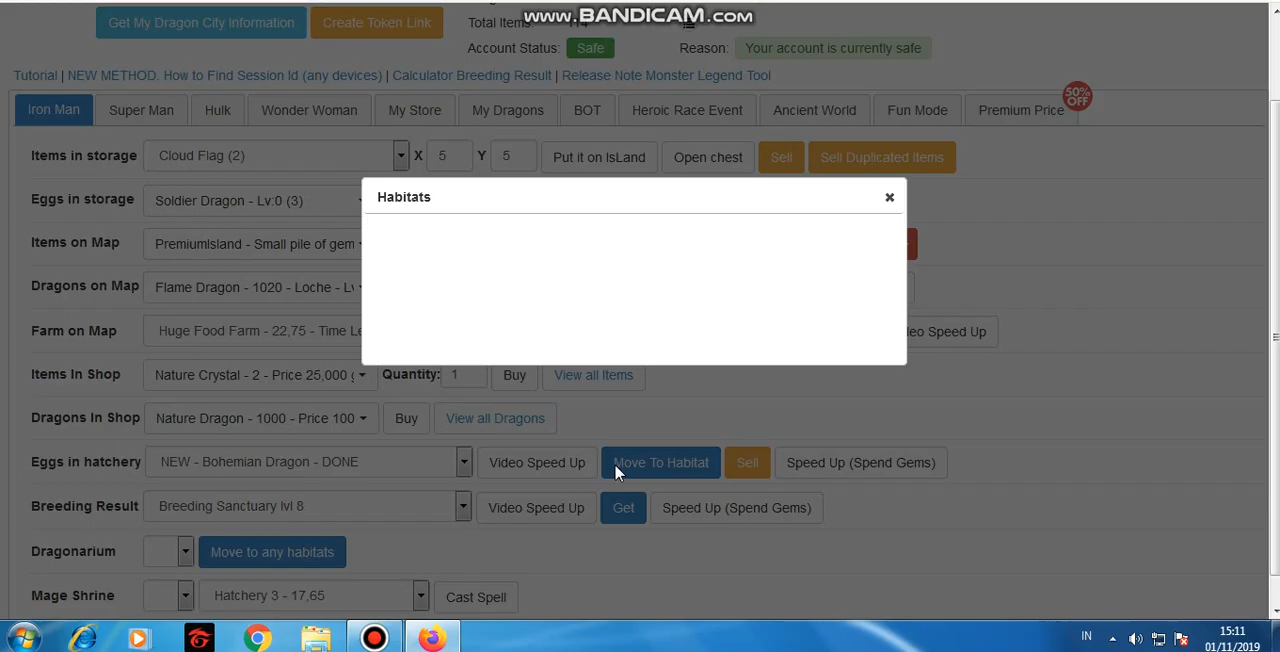 www.BANDICAM.com
Get My Dragon City Information
Create Token Link
Total Items:
Account Status: Safe Reason: Your account is currently safe
Tutorial | NEW METHOD. How to Find Session Id (any devices) | Calculator Breeding Result | Release Note Monster Legend Tool
50% OFF
Iron Man Super Man Hulk Wonder Woman My Store My Dragons BOT Heroic Race Event Ancient World Fun Mode Premium Price
Items in storage Cloud Flag (2) X 5 Y 5 Put it on IsLand Open chest Sell Sell Duplicated Items
Habitats ×
Eggs in storage Soldier Dragon - Lv:0 (3)
Items on Map PremiumIsland - Small pile of gem
Dragons on Map Flame Dragon - 1020 - Loche - Lv
Farm on Map Huge Food Farm - 22,75 - Time Le eo Speed Up
Items In Shop Nature Crystal - 2 - Price 25,000 g Quantity: 1 Buy View all Items
Dragons In Shop Nature Dragon - 1000 - Price 100 Buy View all Dragons
Eggs in hatchery NEW - Bohemian Dragon - DONE Video Speed Up Move To Habitat Sell Speed Up (Spend Gems)
Breeding Result Breeding Sanctuary lvl 8 Video Speed Up Get Speed Up (Spend Gems)
Dragonarium Move to any habitats
Mage Shrine Hatchery 3 - 17,65 Cast Spell
IN 15:11
01/11/2019